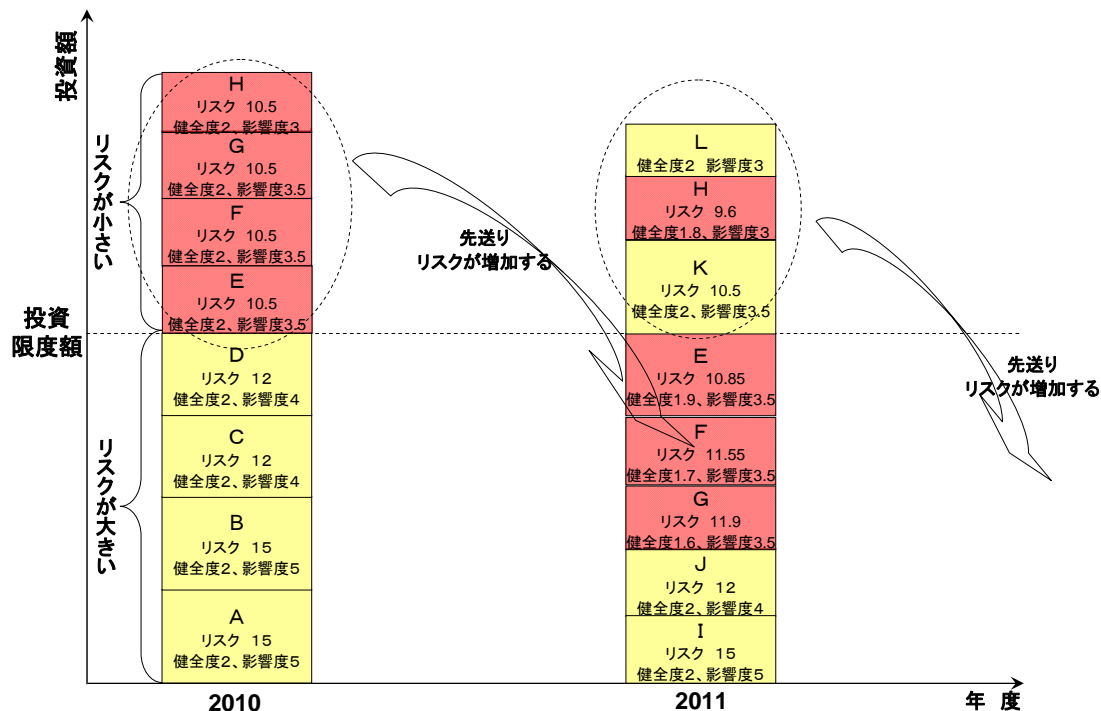 投資額
リスクが小さい
投資
限度額
リスクが大きい
H
リスク 10.5
健全度2、影響度3
G
リスク 10.5
健全度2、影響度3.5
F
リスク 10.5
健全度2、影響度3.5
E
リスク 10.5
健全度2、影響度3.5
D
リスク 12
健全度2、影響度4
C
リスク 12
健全度2、影響度4
B
リスク 15
健全度2、影響度5
A
リスク 15
健全度2、影響度5
2010
先送り
リスクが増加する
L
健全度2 影響度3
H
リスク 9.6
健全度1.8、影響度3
K
リスク 10.5
健全度2、影響度3.5
E
リスク 10.85
健全度1.9、影響度3.5
F
リスク 11.55
健全度1.7、影響度3.5
G
リスク 11.9
健全度1.6、影響度3.5
J
リスク 12
健全度2、影響度4
I
リスク 15
健全度2、影響度5
2011
先送り
リスクが増加する
年 度